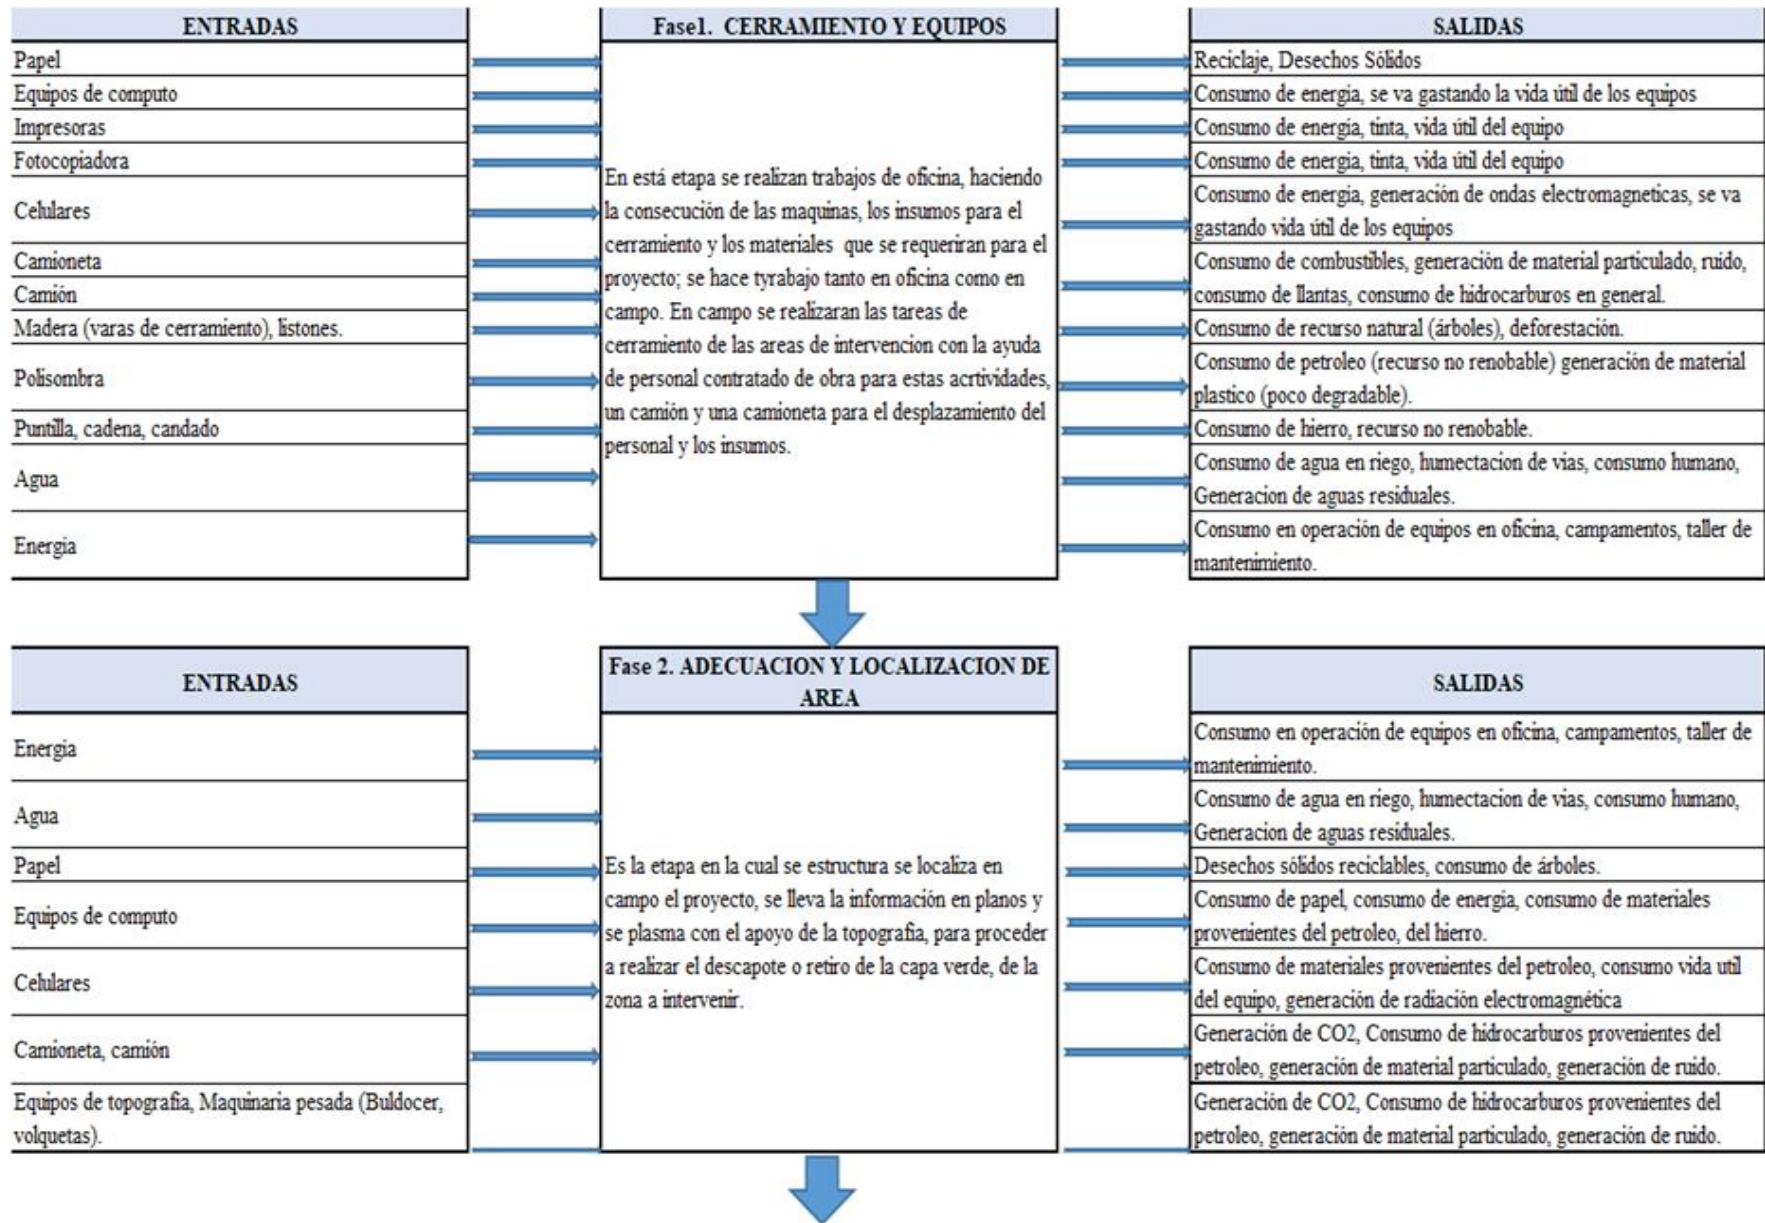 ENTRADAS
Papel
Equipos de computo
Impresoras
Fotocopiadora
Celulares
Camioneta
Camión
Madera (varas de cerramiento), listones.
Polisombra
Puntilla, cadena, candado
Agua
Energia
Fase1.  CERRAMIENTO Y EQUIPOS
En está etapa se realizan trabajos de oficina, haciendo
la consecución de las maquinas, los insumos para el
cerramiento y los materiales  que se requeriran para el
proyecto; se hace tyrabajo tanto en oficina como en
campo. En campo se realizaran las tareas de
cerramiento de las areas de intervencion con la ayuda
de personal contratado de obra para estas acrtividades,
un camión y una camioneta para el desplazamiento del
personal y los insumos.
SALIDAS
Reciclaje, Desechos Sólidos
Consumo de energia, se va gastando la vida útil de los equipos
Consumo de energia, tinta, vida útil del equipo
Consumo de energia, tinta, vida útil del equipo
Consumo de energia, generación de ondas electromagneticas, se va
gastando vida útil de los equipos
Consumo de combustibles, generación de material particulado, ruido,
consumo de llantas, consumo de hidrocarburos en general.
Consumo de recurso natural (árboles), deforestación.
Consumo de petroleo (recurso no renobable) generación de material
plastico (poco degradable).
Consumo de hierro, recurso no renobable.
Consumo de agua en riego, humectacion de vias, consumo humano,
Generacion de aguas residuales.
Consumo en operación de equipos en oficina, campamentos, taller de
mantenimiento.
ENTRADAS
Energia
Agua
Papel
Equipos de computo
Celulares
Camioneta, camión
Equipos de topografia, Maquinaria pesada (Buldocer,
volquetas).
Fase 2. ADECUACION Y LOCALIZACION DE
AREA
Es la etapa en la cual se estructura se localiza en
campo el proyecto, se lleva la información en planos y
se plasma con el apoyo de la topografia, para proceder
a realizar el descapote o retiro de la capa verde, de la
zona a intervenir.
SALIDAS
Consumo en operación de equipos en oficina, campamentos, taller de
mantenimiento.
Consumo de agua en riego, humectacion de vias, consumo humano,
Generacion de aguas residuales.
Desechos sólidos reciclables, consumo de árboles.
Consumo de papel, consumo de energia, consumo de materiales
provenientes del petroleo, del hierro.
Consumo de materiales provenientes del petroleo, consumo vida util
del equipo, generación de radiación electromagnética
Generación de CO2, Consumo de hidrocarburos provenientes del
petroleo, generación de material particulado, generación de ruido.
Generación de CO2, Consumo de hidrocarburos provenientes del
petroleo, generación de material particulado, generación de ruido.